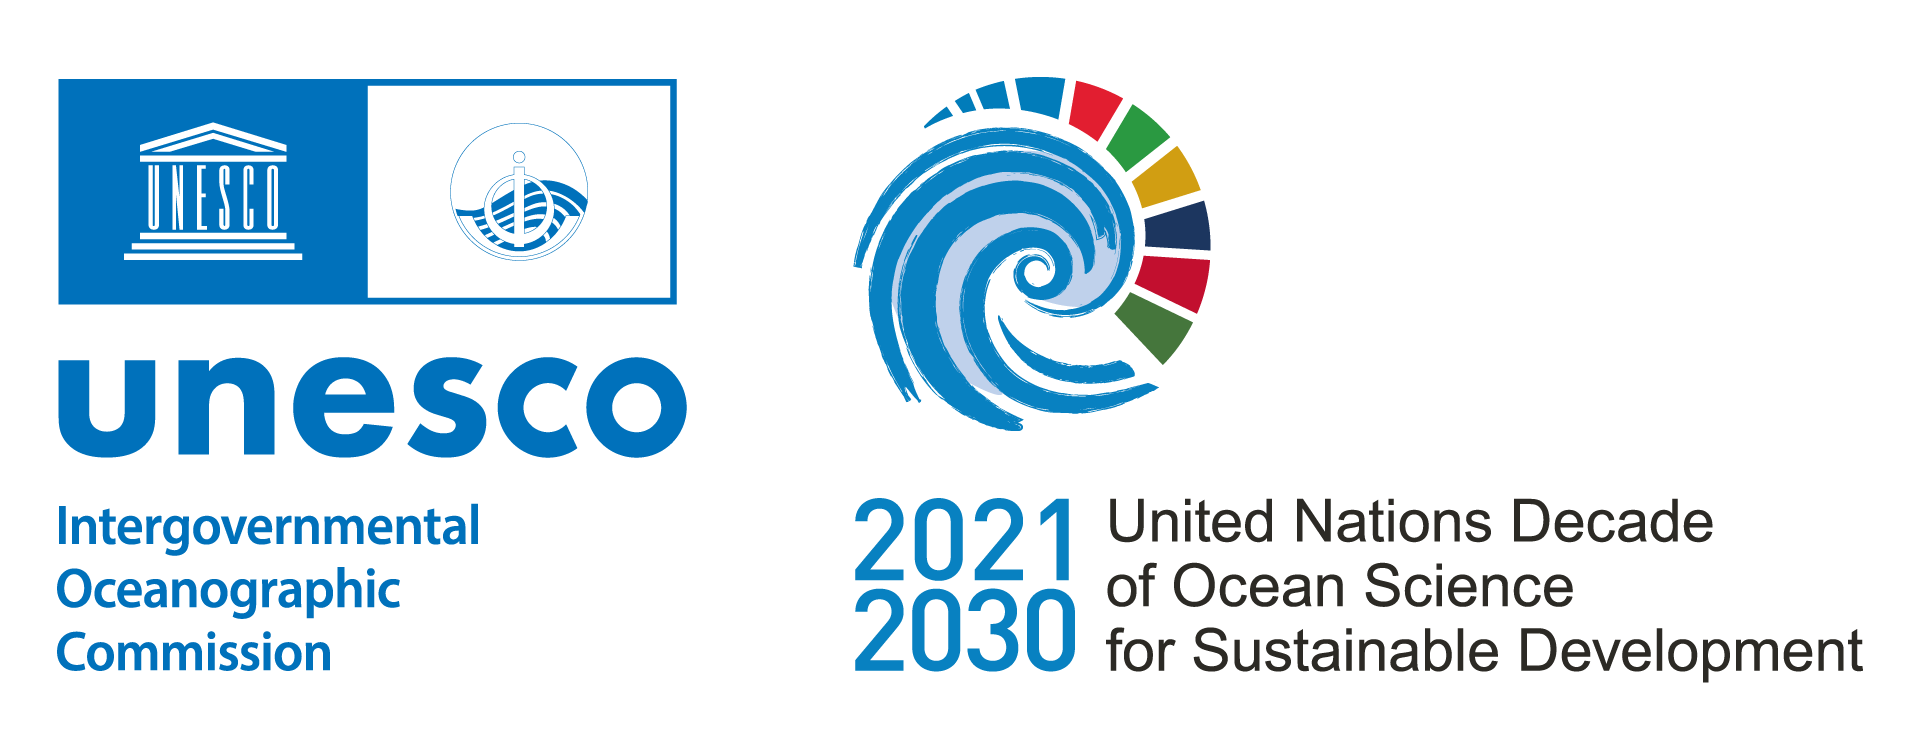 UNESCO
unesco
Intergovernmental
Oceanographic
Commission
2021
2030
United Nations Decade
of Ocean Science
for Sustainable Development